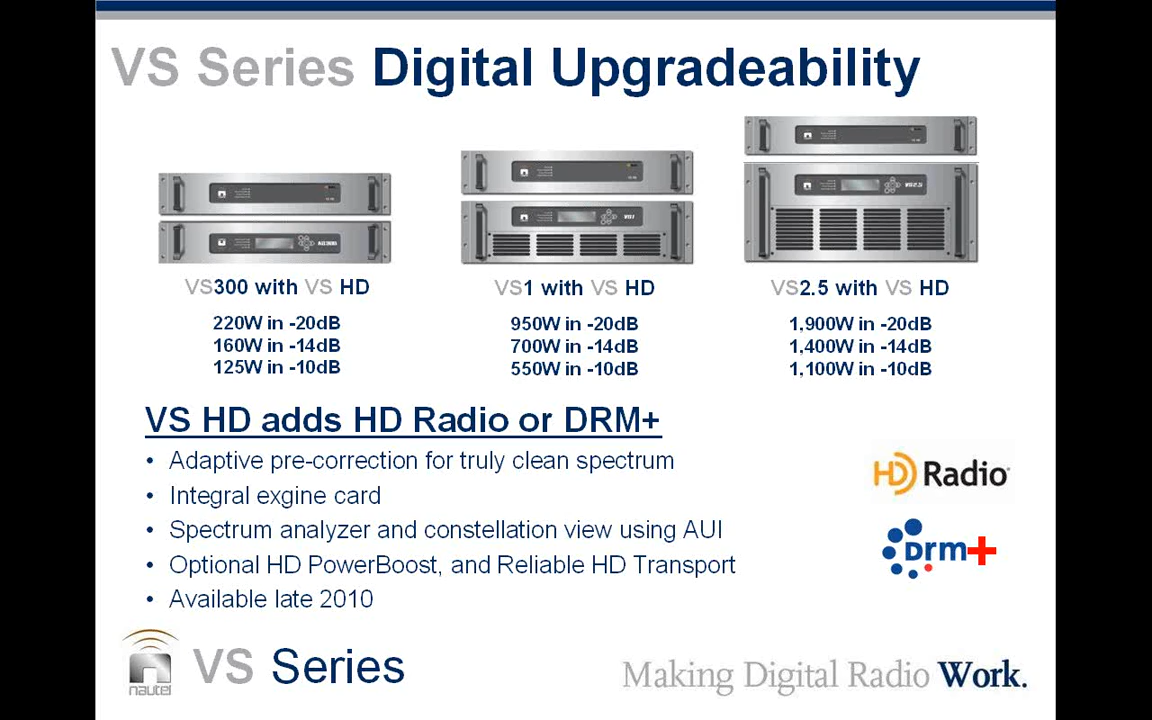 VS Series Digital Upgradeability
VS1
VS2.5
VS300 with VS HD
VS1 with VS HD
VS2.5 with VS HD
220W in -20dB
160W in -14dB
125W in -10dB
950W in -20dB
700W in -14dB
550W in -10dB
1,900W in -20dB
1,400W in -14dB
1,100W in -10dB
VS HD adds HD Radio or DRM+
• Adaptive pre-correction for truly clean spectrum
• Integral exgine card
• Spectrum analyzer and constellation view using AUI
• Optional HD PowerBoost, and Reliable HD Transport
• Available late 2010
HD Radio
Drm+
nautel
VS Series
Making Digital Radio Work.